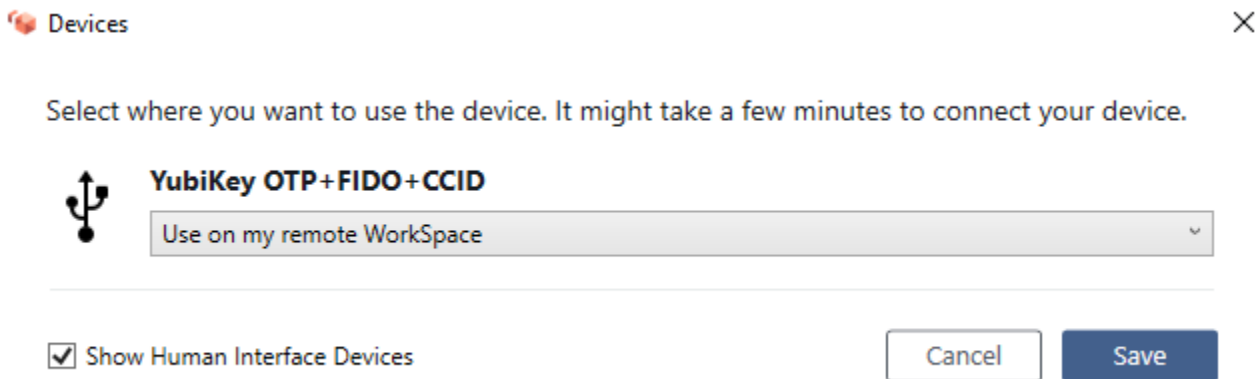 Devices
Select where you want to use the device. It might take a few minutes to connect your device.
YubiKey OTP+FIDO+CCID
Use on my remote WorkSpace
Show Human Interface Devices
Cancel
Save